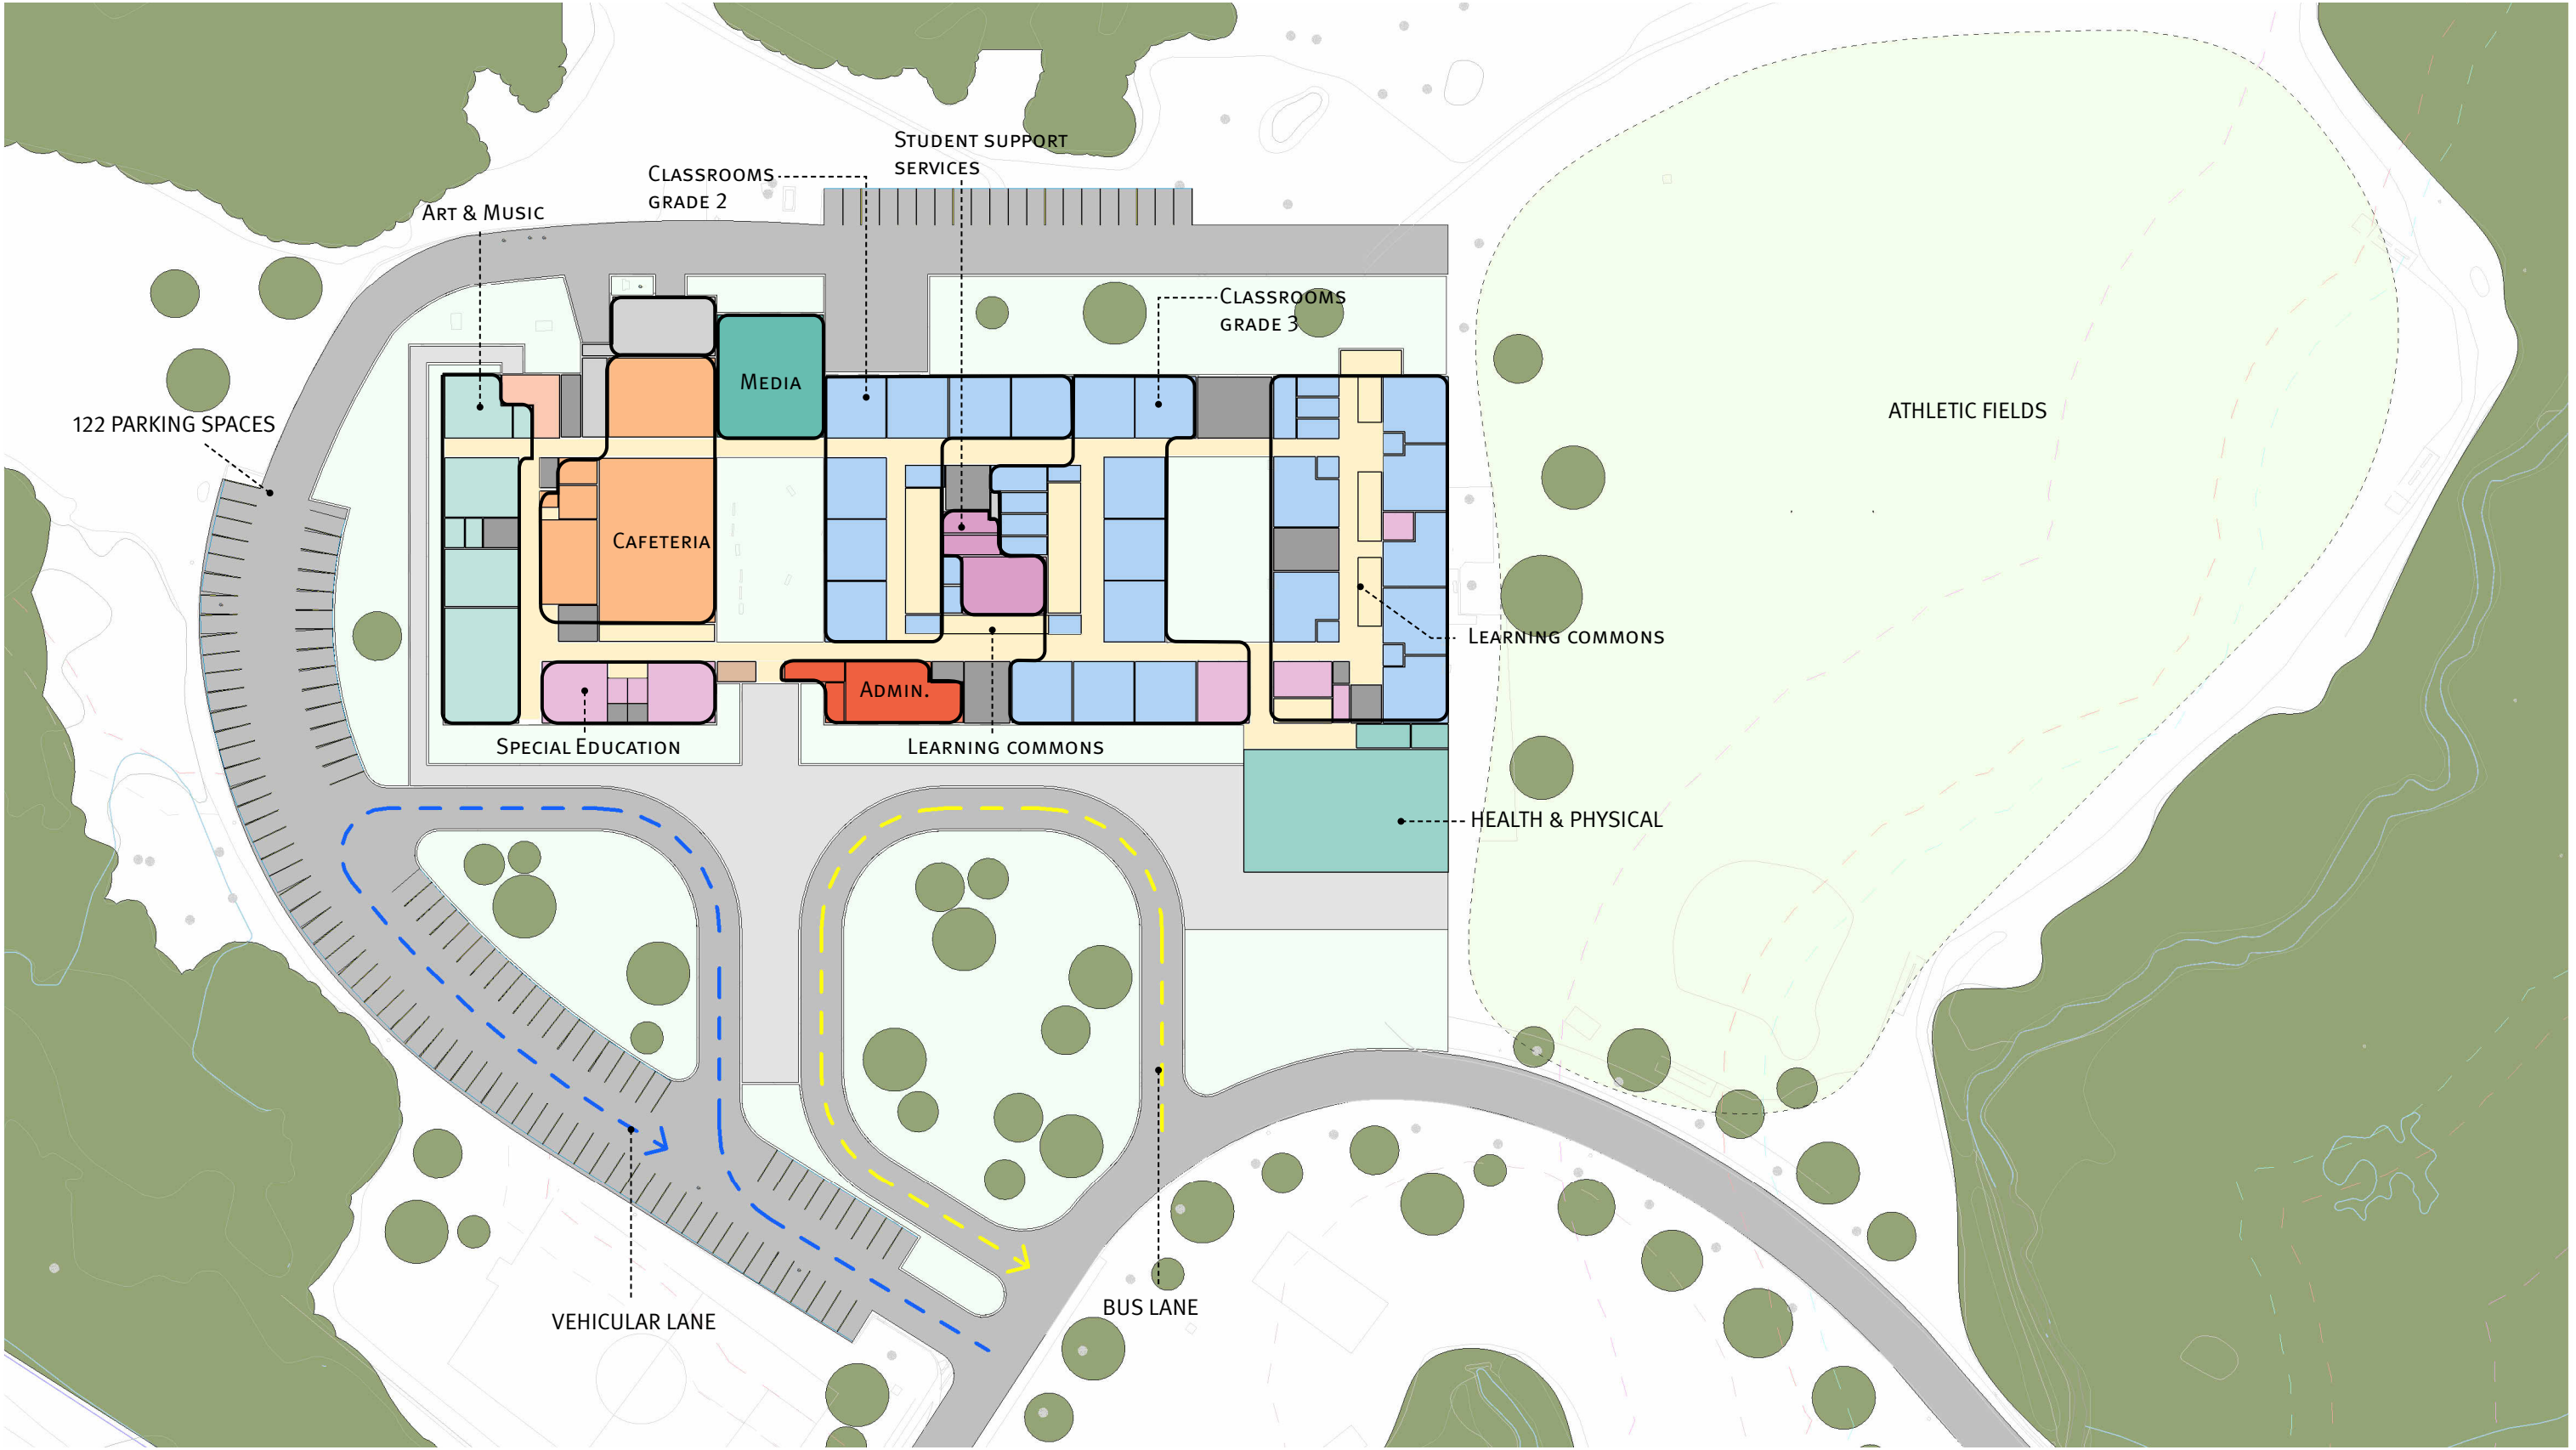 STUDENT SUPPORT
SERVICES
CLASSROOMS
GRADE 2
ART & MUSIC
CLASSROOMS
GRADE 3
MEDIA
122 PARKING SPACES
ATHLETIC FIELDS
CAFETERIA
LEARNING COMMONS
ADMIN.
SPECIAL EDUCATION
LEARNING COMMONS
HEALTH & PHYSICAL
BUS LANE
VEHICULAR LANE